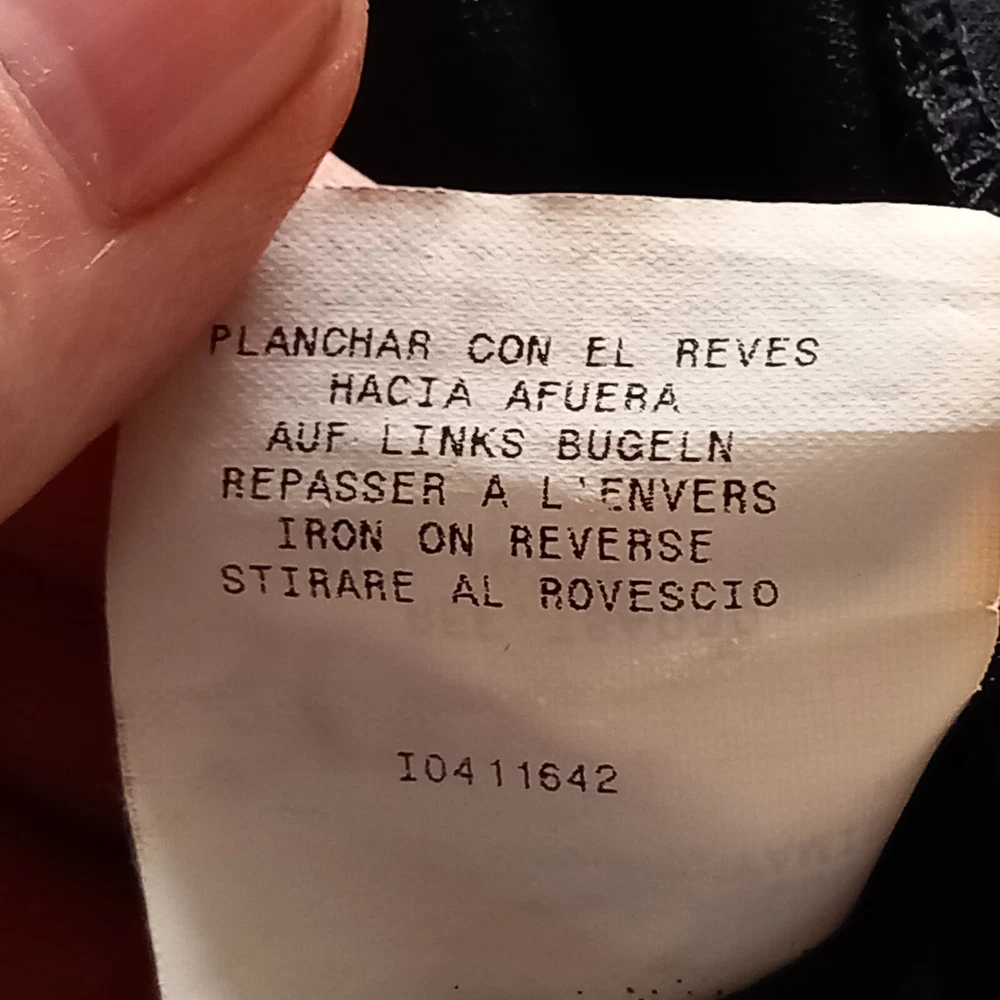 PLANCHAR CON EL REVES
HACIA AFUERA
AUF LINKS BUGELN
REPASSER A L'ENVERS
IRON ON REVERSE
STIRARE AL ROVESCIO
I0411642